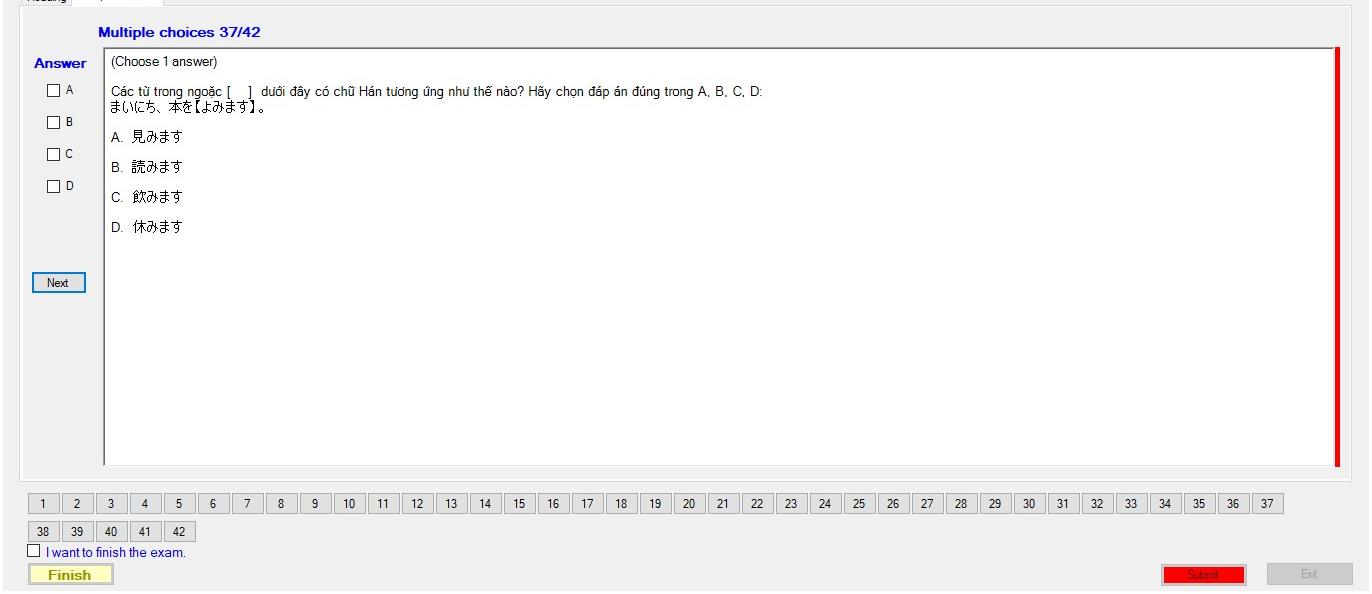 Multiple choices 37/42
Answer
(Choose 1 answer)
A
Các từ trong ngoặc [ ] dưới đây có chữ Hán tương ứng như thế nào? Hãy chọn đáp án đúng trong A, B, C, D:
まいにち、本を【よみます】。
B
A. 見みます
C
B. 読みます
D
C. 飲みます
D. 休みます
Next
1 2 3 4 5 6 7 8 9 10 11 12 13 14 15 16 17 18 19 20 21 22 23 24 25 26 27 28 29 30 31 32 33 34 35 36 37
38 39 40 41 42
I want to finish the exam.
Finish
Submit
Exit